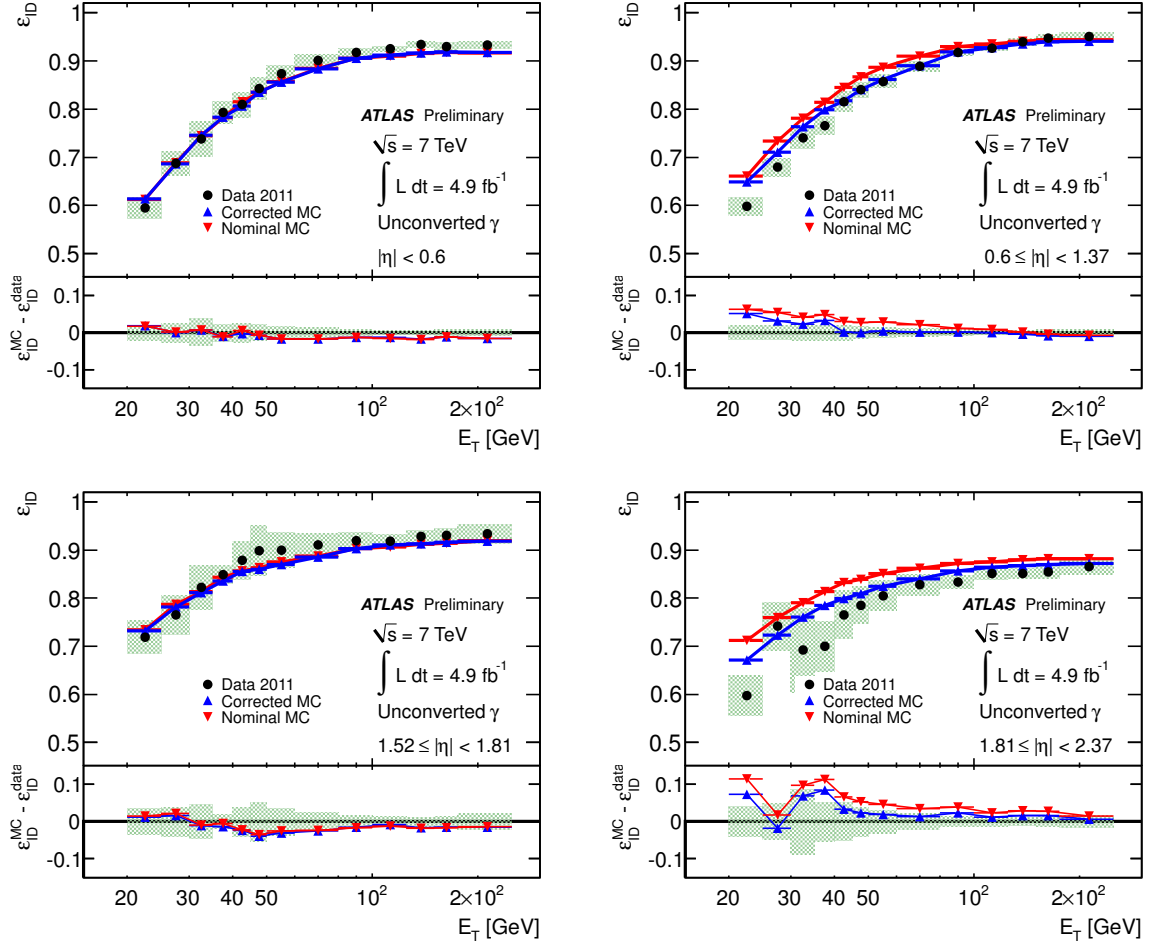 ε_ID
1
0.9
0.8
0.7
0.6
0.5
ATLAS Preliminary
√s = 7 TeV
∫ L dt = 4.9 fb⁻¹
Data 2011
Corrected MC
Nominal MC
Unconverted γ
|η| < 0.6
ε_ID^MC - ε_ID^data
0.1
0
-0.1
20 30 40 50 10² 2×10²
E_T [GeV]
ε_ID
1
0.9
0.8
0.7
0.6
0.5
ATLAS Preliminary
√s = 7 TeV
∫ L dt = 4.9 fb⁻¹
Data 2011
Corrected MC
Nominal MC
Unconverted γ
0.6 ≤ |η| < 1.37
ε_ID^MC - ε_ID^data
0.1
0
-0.1
20 30 40 50 10² 2×10²
E_T [GeV]
ε_ID
1
0.9
0.8
0.7
0.6
0.5
ATLAS Preliminary
√s = 7 TeV
∫ L dt = 4.9 fb⁻¹
Data 2011
Corrected MC
Nominal MC
Unconverted γ
1.52 ≤ |η| < 1.81
ε_ID^MC - ε_ID^data
0.1
0
-0.1
20 30 40 50 10² 2×10²
E_T [GeV]
ε_ID
1
0.9
0.8
0.7
0.6
0.5
ATLAS Preliminary
√s = 7 TeV
∫ L dt = 4.9 fb⁻¹
Data 2011
Corrected MC
Nominal MC
Unconverted γ
1.81 ≤ |η| < 2.37
ε_ID^MC - ε_ID^data
0.1
0
-0.1
20 30 40 50 10² 2×10²
E_T [GeV]